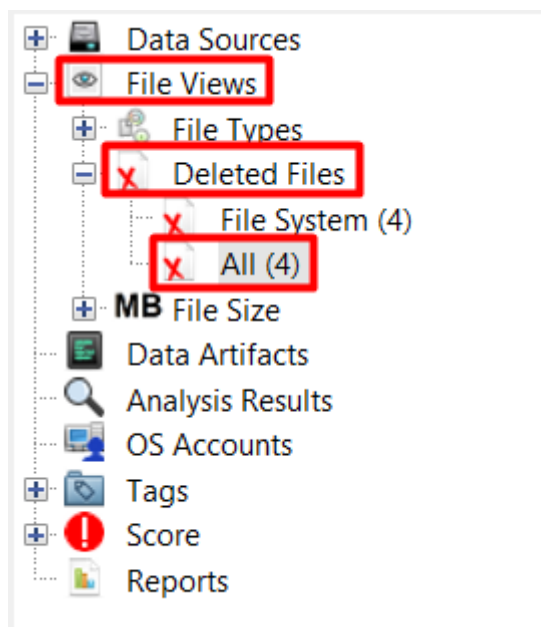 Data Sources
File Views
File Types
Deleted Files
File System (4)
All (4)
MB File Size
Data Artifacts
Analysis Results
OS Accounts
Tags
Score
Reports